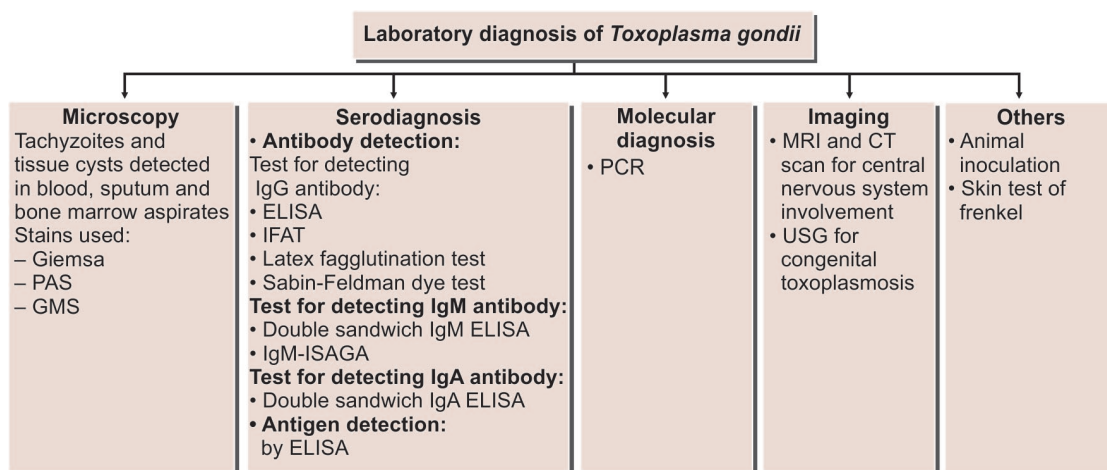 Laboratory diagnosis of Toxoplasma gondii
Microscopy
Tachyzoites and
tissue cysts detected
in blood, sputum and
bone marrow aspirates
Stains used:
– Giemsa
– PAS
– GMS
Serodiagnosis
• Antibody detection:
Test for detecting
IgG antibody:
• ELISA
• IFAT
• Latex fagglutination test
• Sabin-Feldman dye test
Test for detecting IgM antibody:
• Double sandwich IgM ELISA
• IgM-ISAGA
Test for detecting IgA antibody:
• Double sandwich IgA ELISA
• Antigen detection:
by ELISA
Molecular
diagnosis
• PCR
Imaging
• MRI and CT
scan for central
nervous system
involvement
• USG for
congenital
toxoplasmosis
Others
• Animal
inoculation
• Skin test of
frenkel